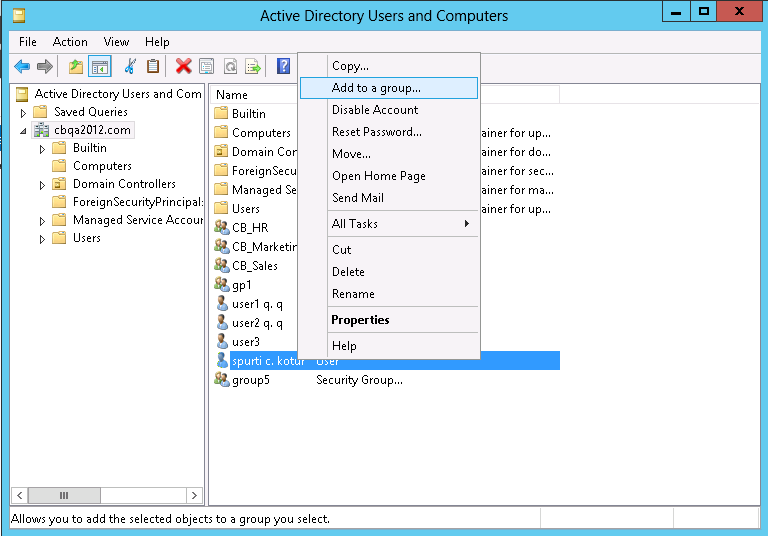 Active Directory Users and Computers
File Action View Help
Active Directory Users and Com
Saved Queries
cbqa2012.com
Builtin
Computers
Domain Controllers
ForeignSecurityPrincipals
Managed Service Accour
Users
Name
Builtin
Computers
ainer for up...
Domain Cor
ainer for do...
ForeignSec
ainer for sec...
Managed Se
ainer for ma...
Users
ainer for up...
CB_HR
CB_Marketin
CB_Sales
gp1
user1 q. q
user2 q. q
user3
spurti c. kotur User
group5 Security Group...
Copy...
Add to a group...
Disable Account
Reset Password...
Move...
Open Home Page
Send Mail
All Tasks
Cut
Delete
Rename
Properties
Help
Allows you to add the selected objects to a group you select.